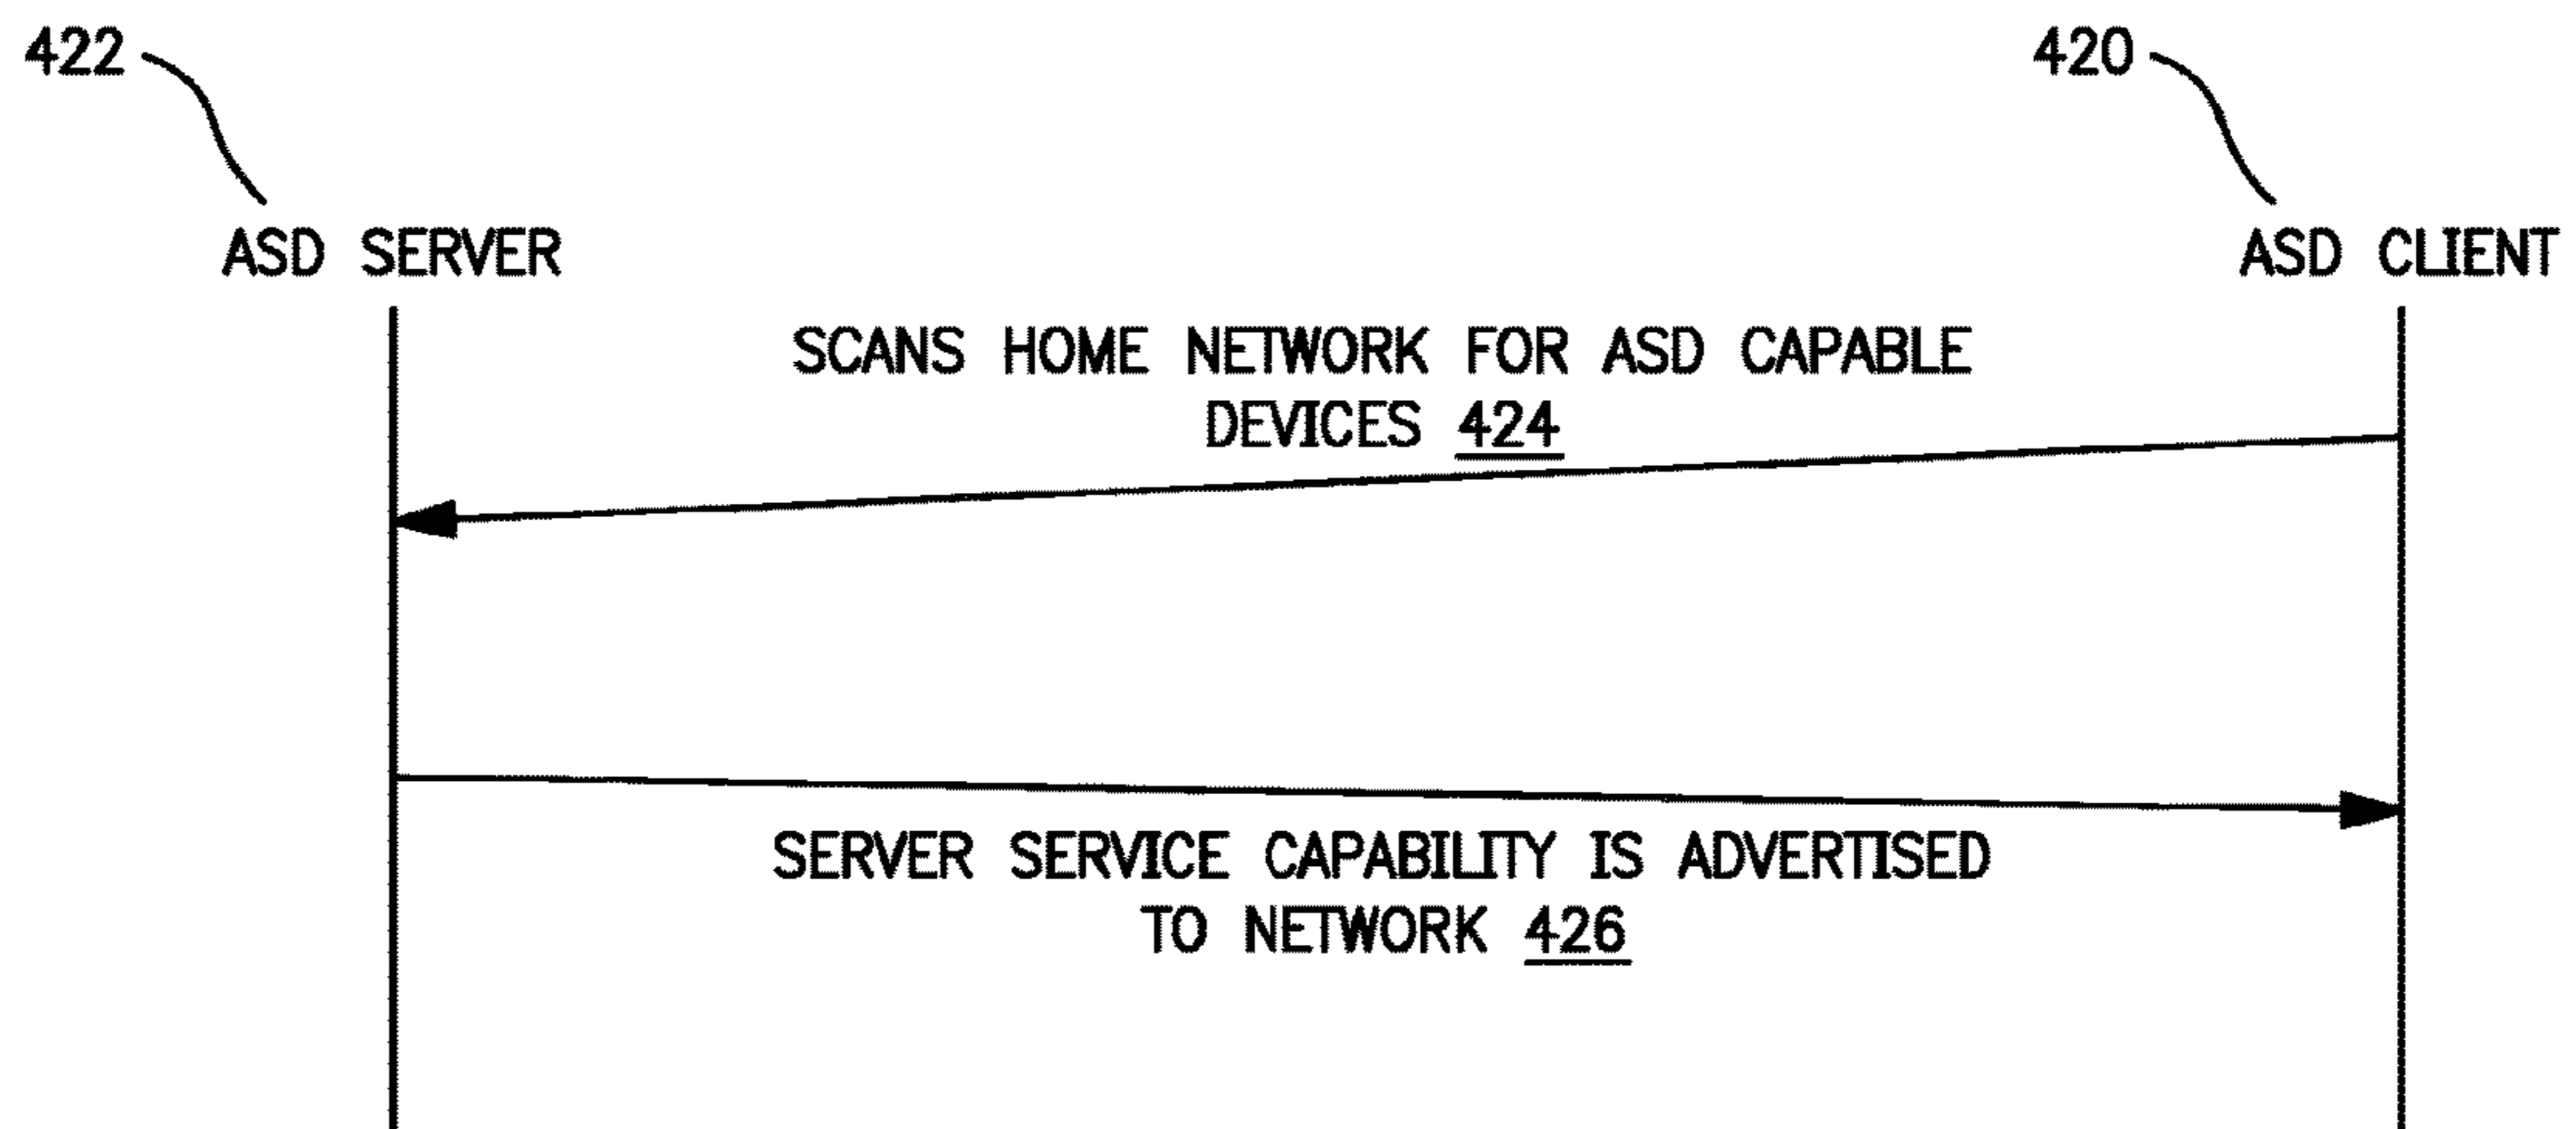 422
420
ASD SERVER
ASD CLIENT
SCANS HOME NETWORK FOR ASD CAPABLE
DEVICES 424
SERVER SERVICE CAPABILITY IS ADVERTISED
TO NETWORK 426